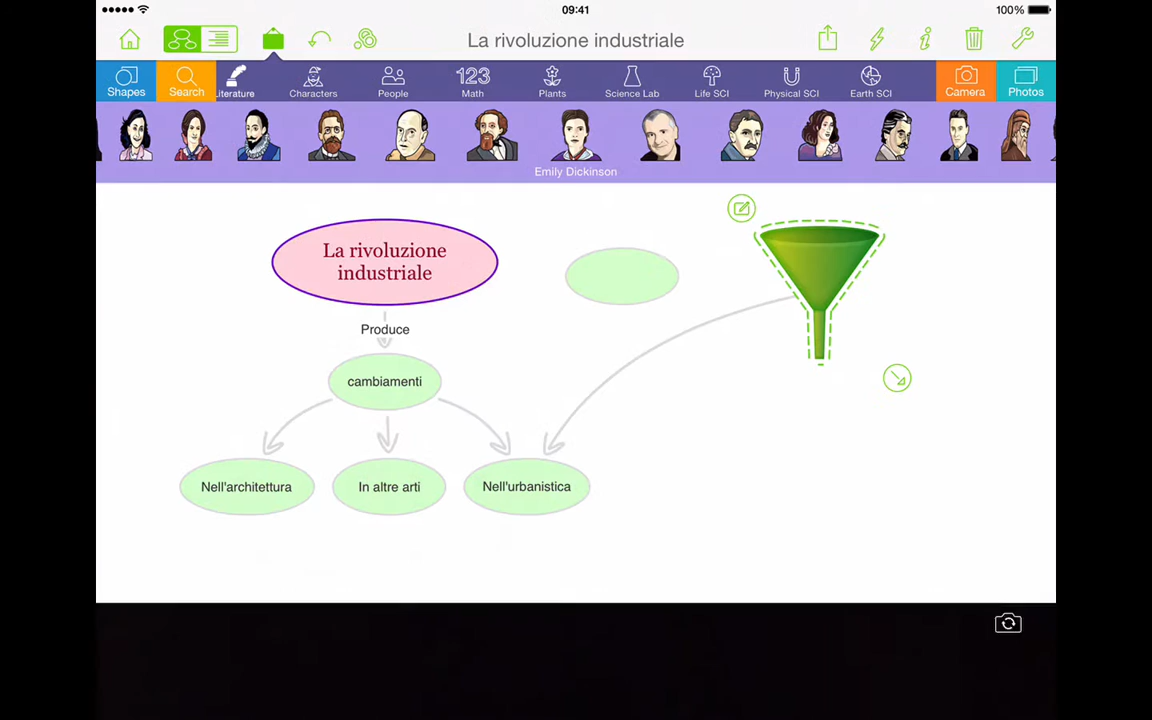 09:41
100%
La rivoluzione industriale
Shapes
Search
Literature
Characters
People
123
Math
Plants
Science Lab
Life SCI
Physical SCI
Earth SCI
Camera
Photos
Emily Dickinson
La rivoluzione
industriale
Produce
cambiamenti
Nell'architettura
In altre arti
Nell'urbanistica